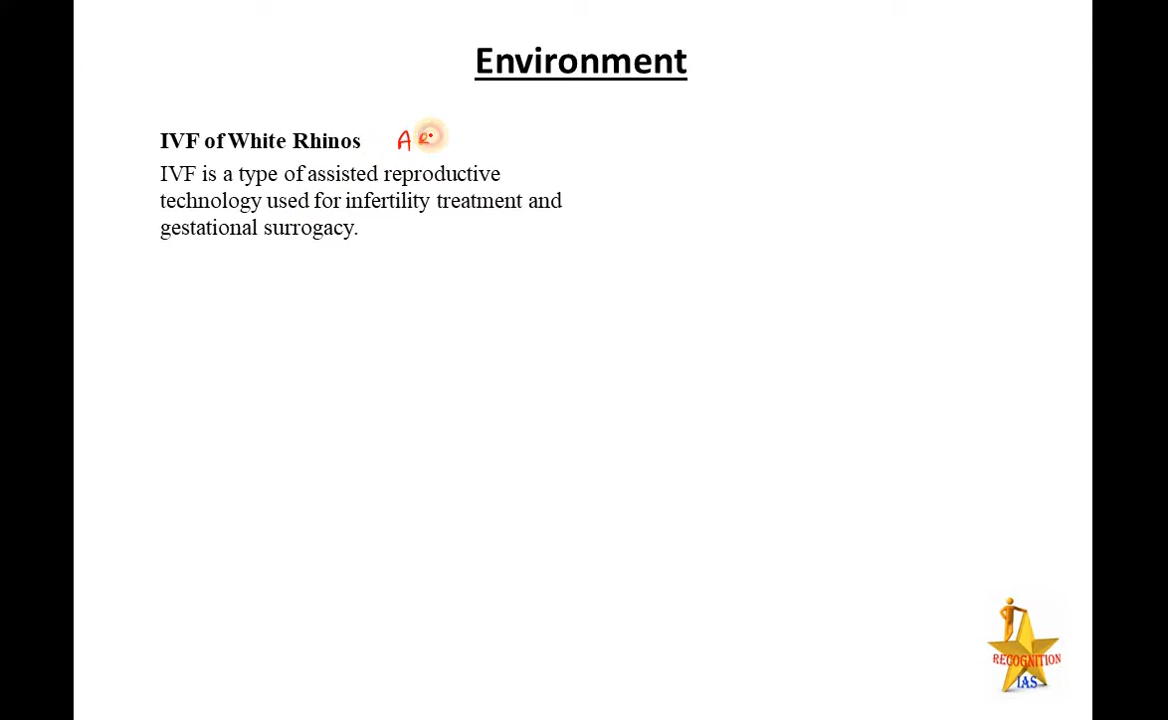 Environment
IVF of White Rhinos A R
IVF is a type of assisted reproductive
technology used for infertility treatment and
gestational surrogacy.
RECOGNITION
IAS